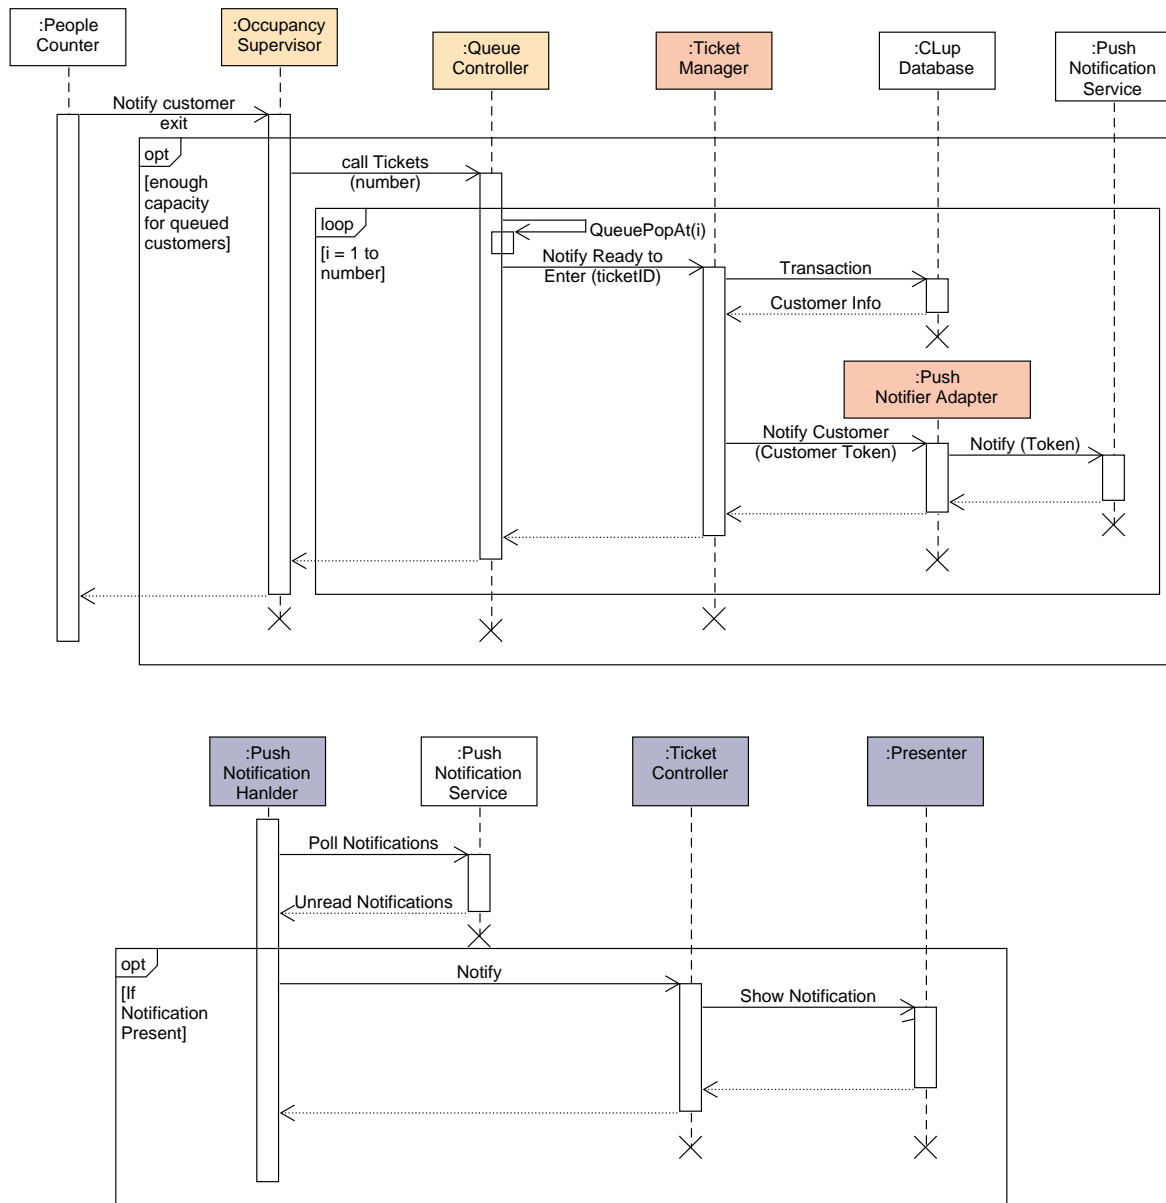 :People
Counter
:Occupancy
Supervisor
:Queue
Controller
:Ticket
Manager
:CLup
Database
:Push
Notification
Service
Notify customer
exit
opt
[enough
capacity
for queued
customers]
call Tickets
(number)
loop
[i = 1 to
number]
QueuePopAt(i)
Notify Ready to
Enter (ticketID)
Transaction
Customer Info
:Push
Notifier Adapter
Notify Customer
(Customer Token)
Notify (Token)
:Push
Notification
Hanlder
:Push
Notification
Service
:Ticket
Controller
:Presenter
Poll Notifications
Unread Notifications
opt
[If
Notification
Present]
Notify
Show Notification